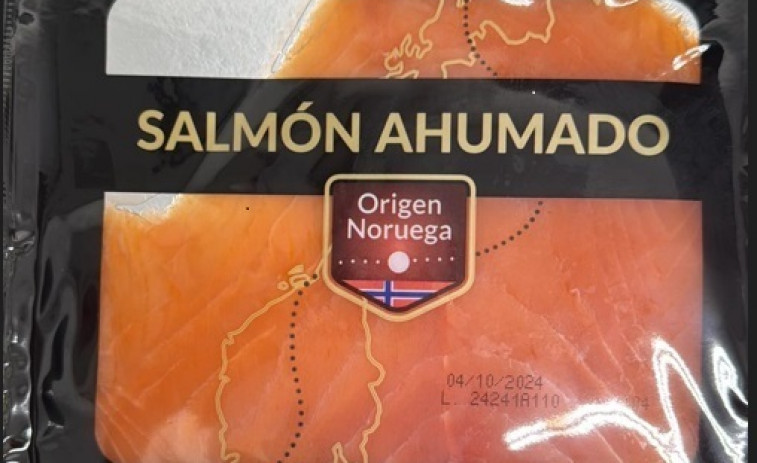 SALMÓN AHUMADO
Origen
Noruega
04/10/2024
L. 24241A110